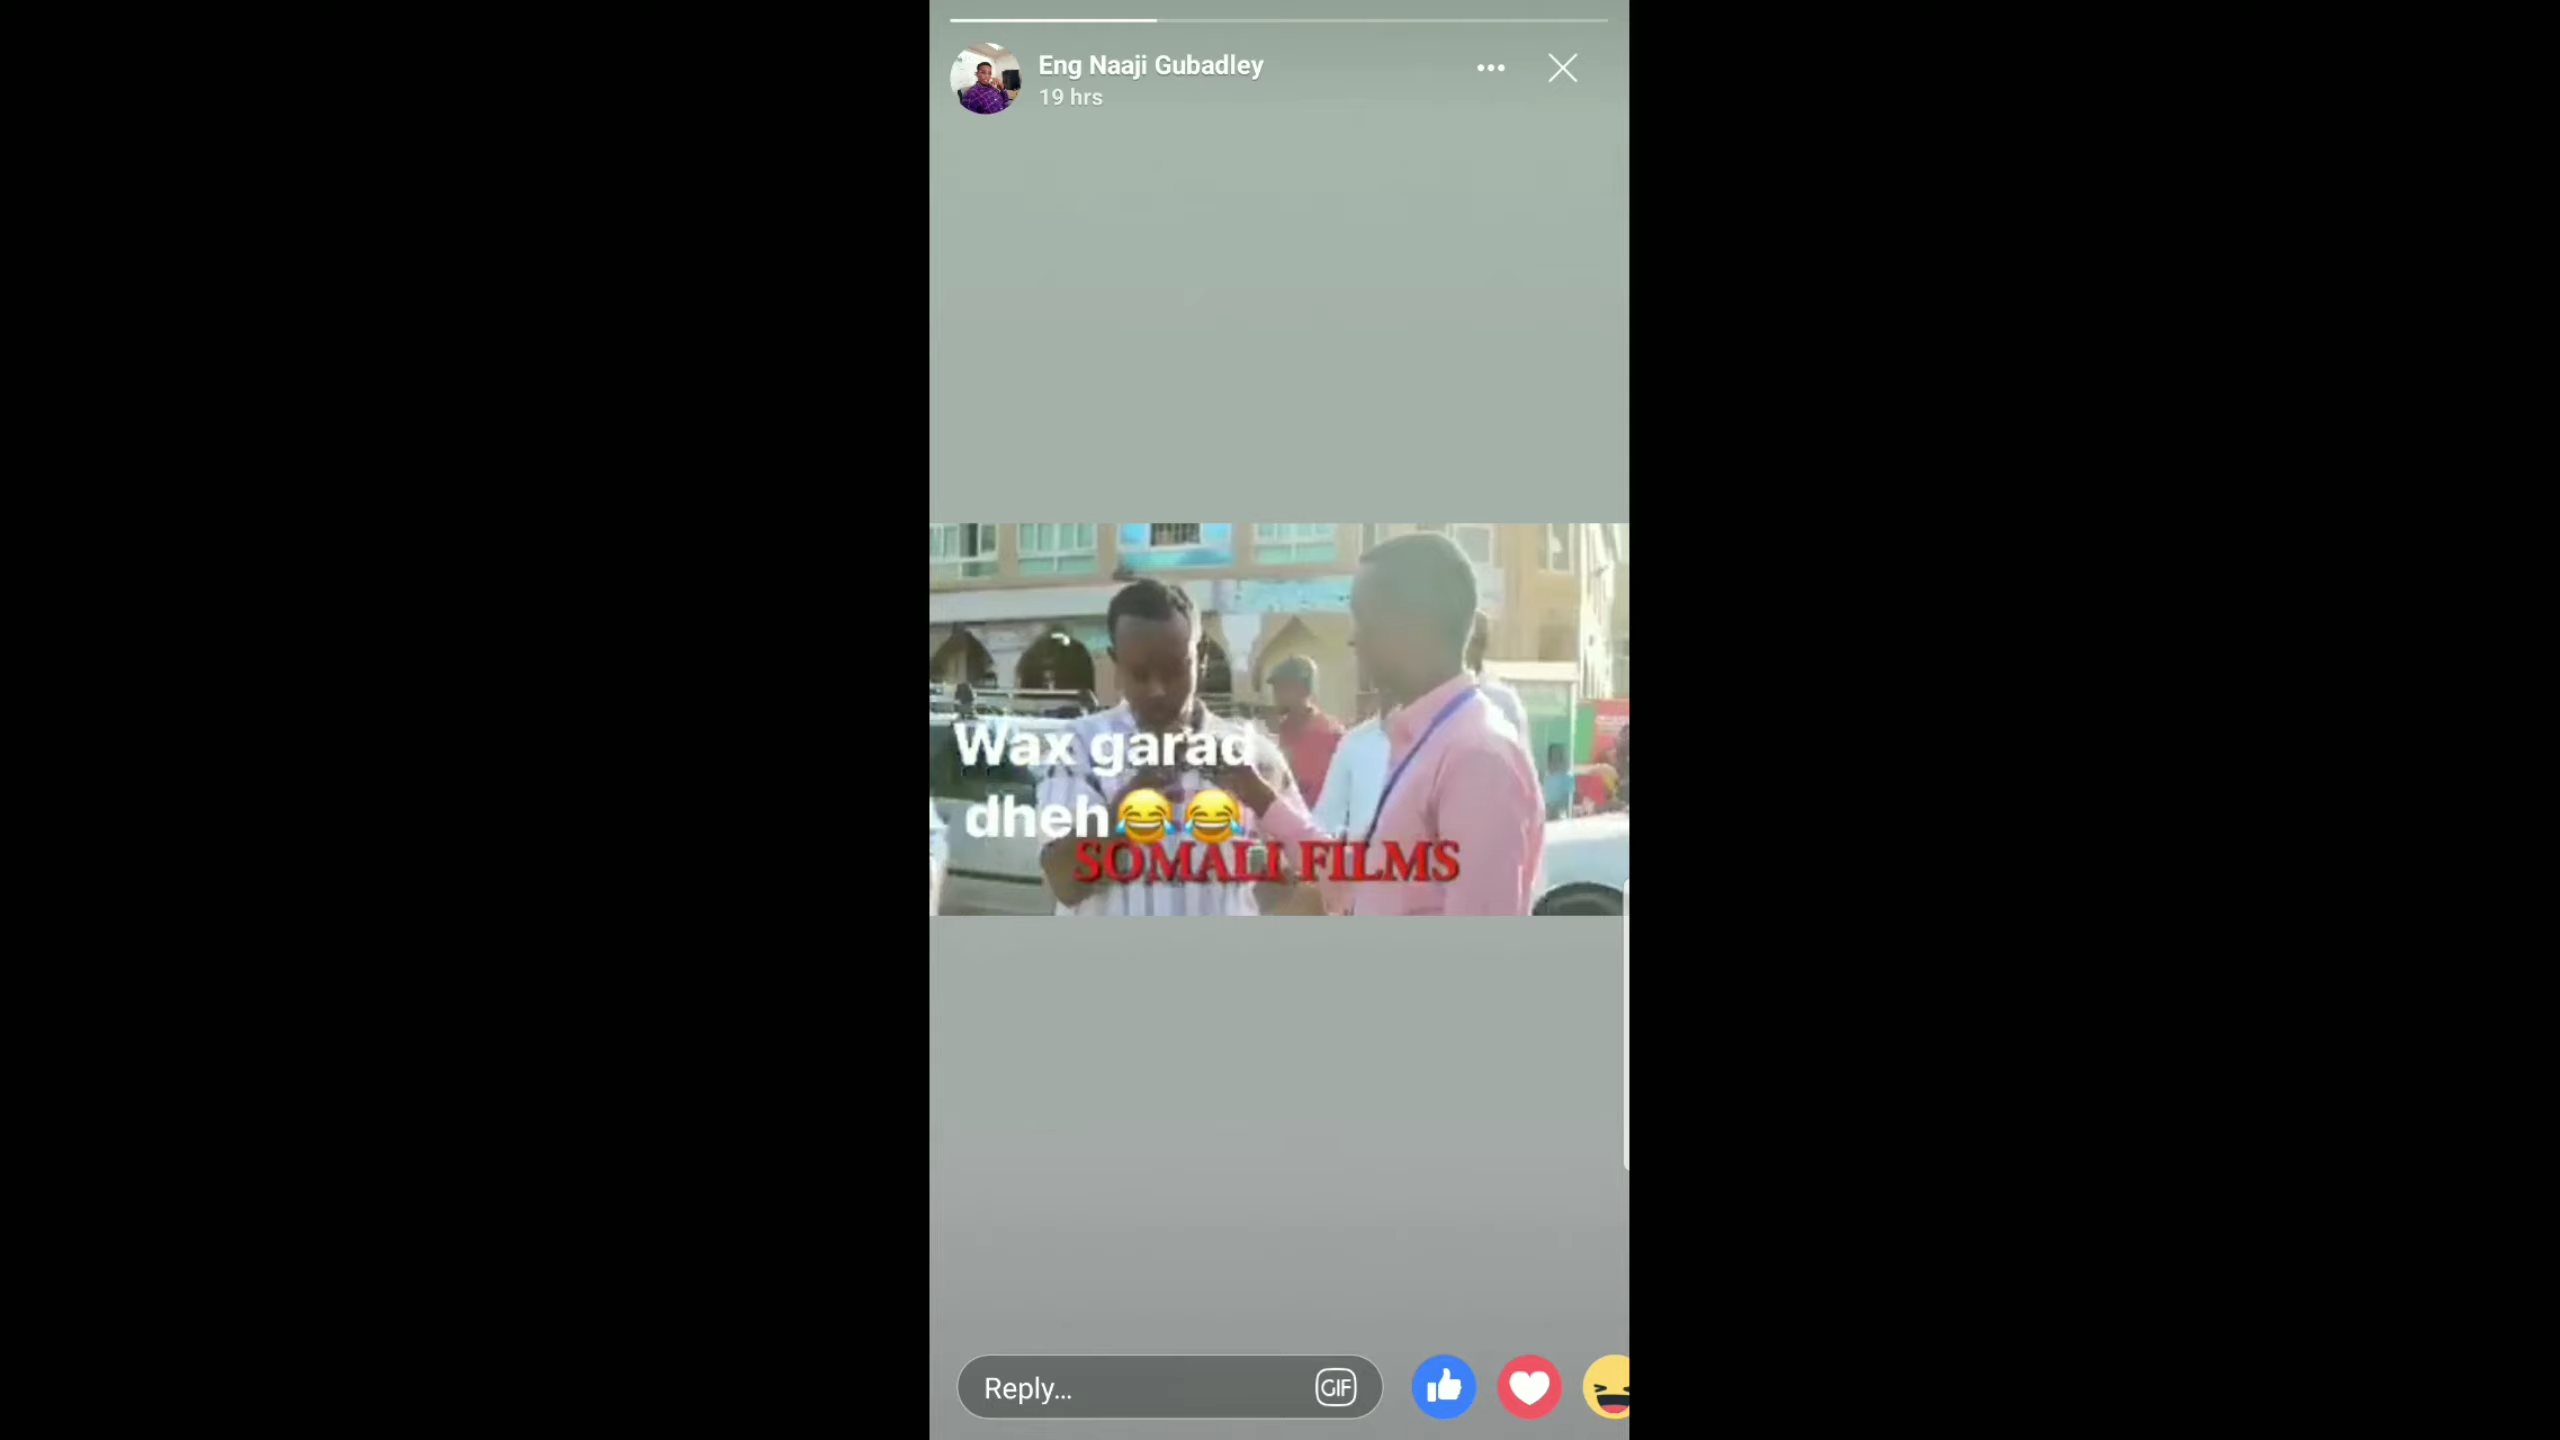 Eng Naaji Gubadley
19 hrs
Wax garad
dheh😂😂
SOMALI FILMS
Reply...
GIF